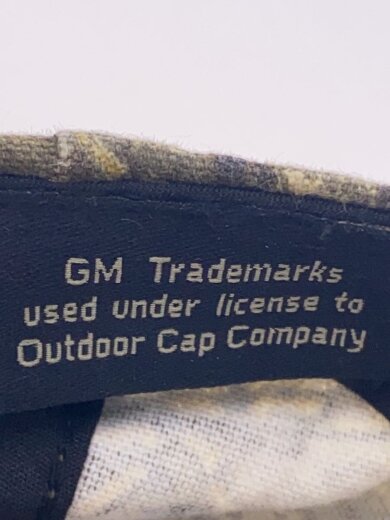 GM Trademarks
used under license to
Outdoor Cap Company